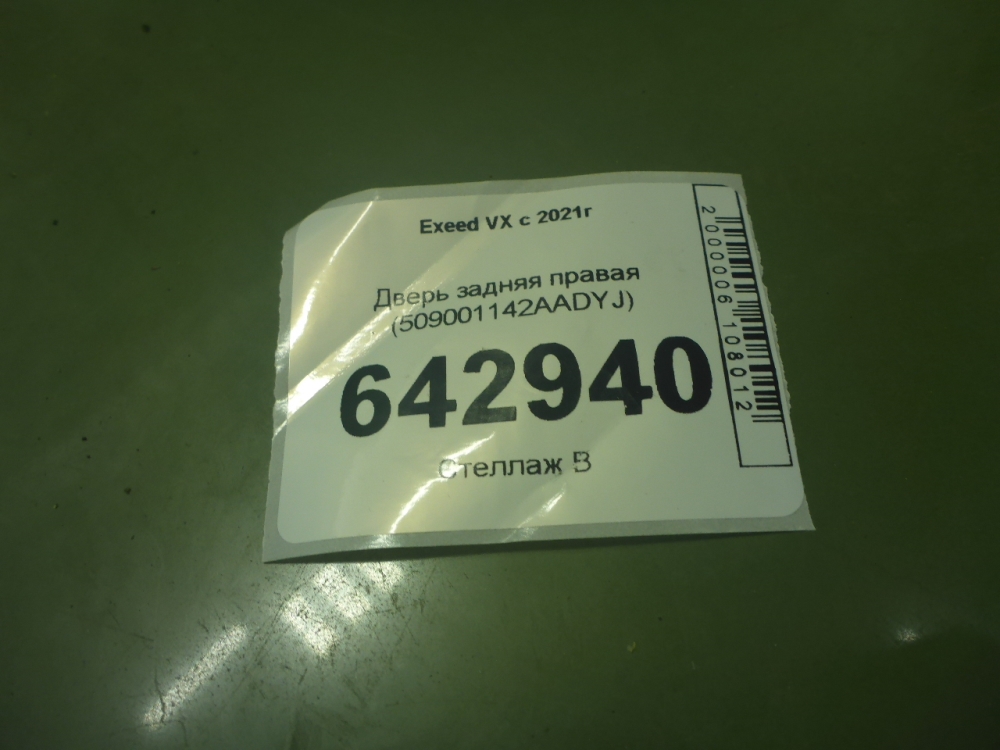 Exeed VX с 2021г
Дверь задняя правая
(509001142AADYJ)
642940
Стеллаж В
2000006108012